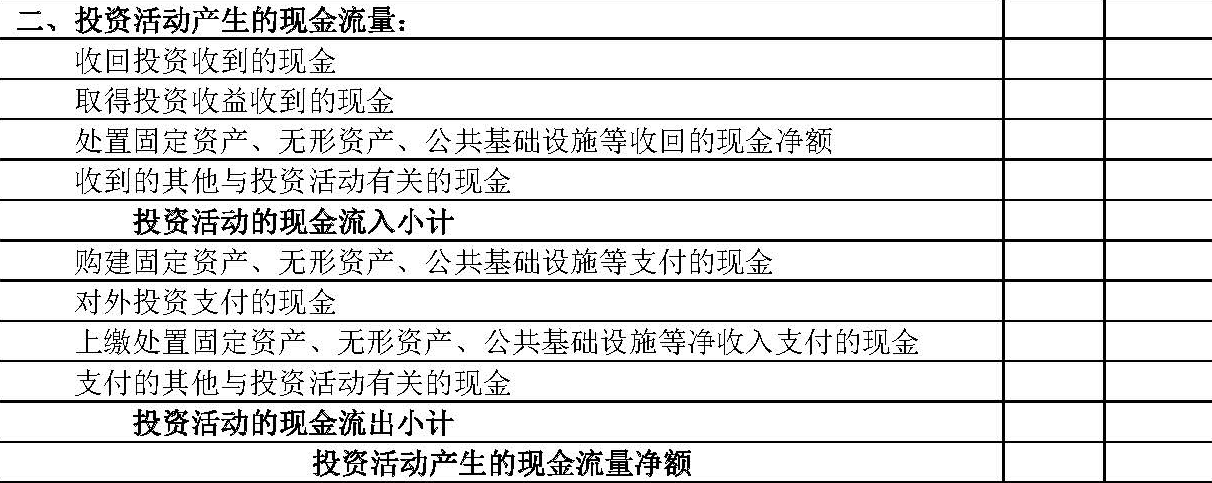 二、投资活动产生的现金流量：
收回投资收到的现金
取得投资收益收到的现金
处置固定资产、无形资产、公共基础设施等收回的现金净额
收到的其他与投资活动有关的现金
投资活动的现金流入小计
购建固定资产、无形资产、公共基础设施等支付的现金
对外投资支付的现金
上缴处置固定资产、无形资产、公共基础设施等净收入支付的现金
支付的其他与投资活动有关的现金
投资活动的现金流出小计
投资活动产生的现金流量净额